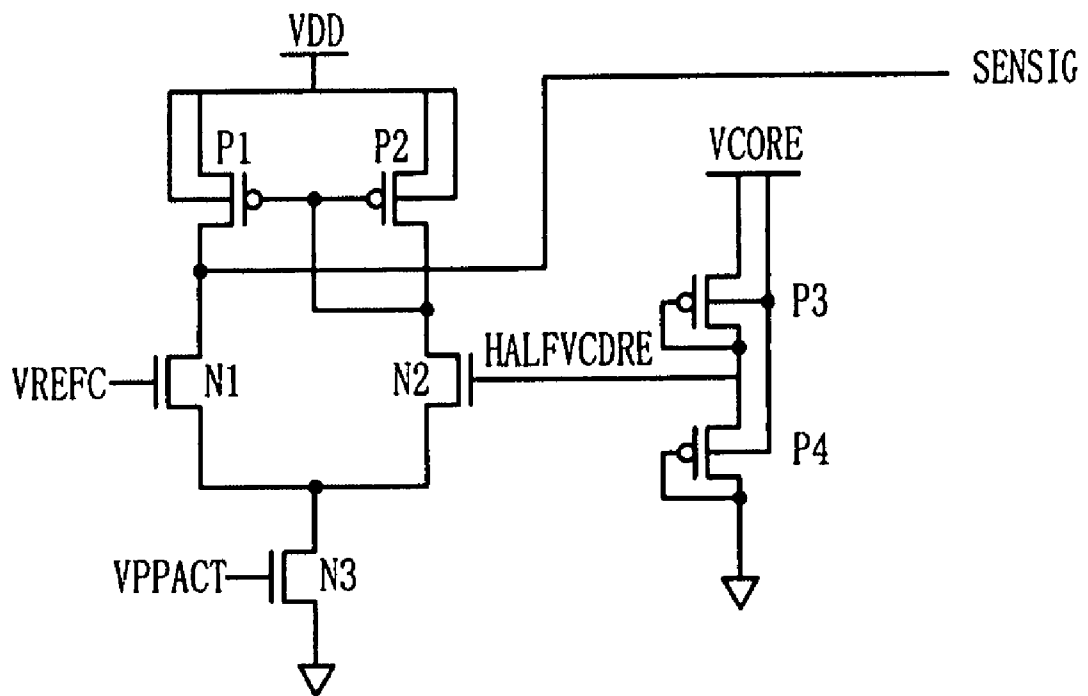 VDD
SENSIG
P1
P2
VCORE
P3
HALFVCDRE
VREFC
N1
N2
P4
VPPACT
N3